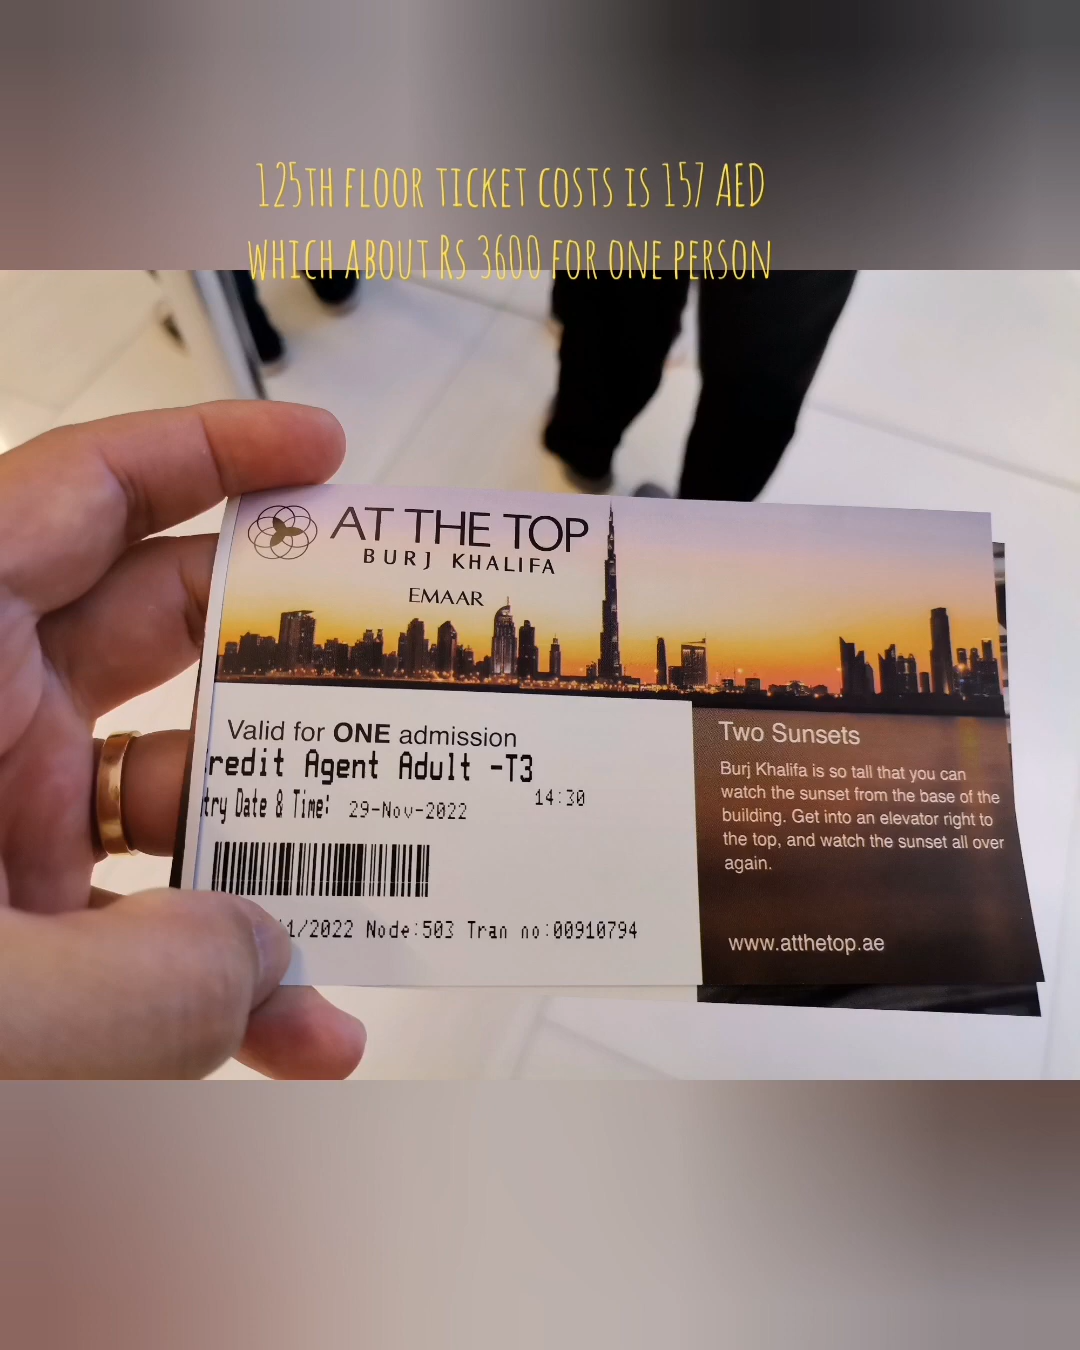 125TH FLOOR TICKET COSTS IS 157 AED
WHICH ABOUT RS 3600 FOR ONE PERSON
AT THE TOP
BURJ KHALIFA
EMAAR
Valid for ONE admission
redit Agent Adult -T3
try Date & Time: 29-Nov-2022 14:30
1/2022 Node:503 Tran no:00910794
Two Sunsets
Burj Khalifa is so tall that you can
watch the sunset from the base of the
building. Get into an elevator right to
the top, and watch the sunset all over
again.
www.atthetop.ae